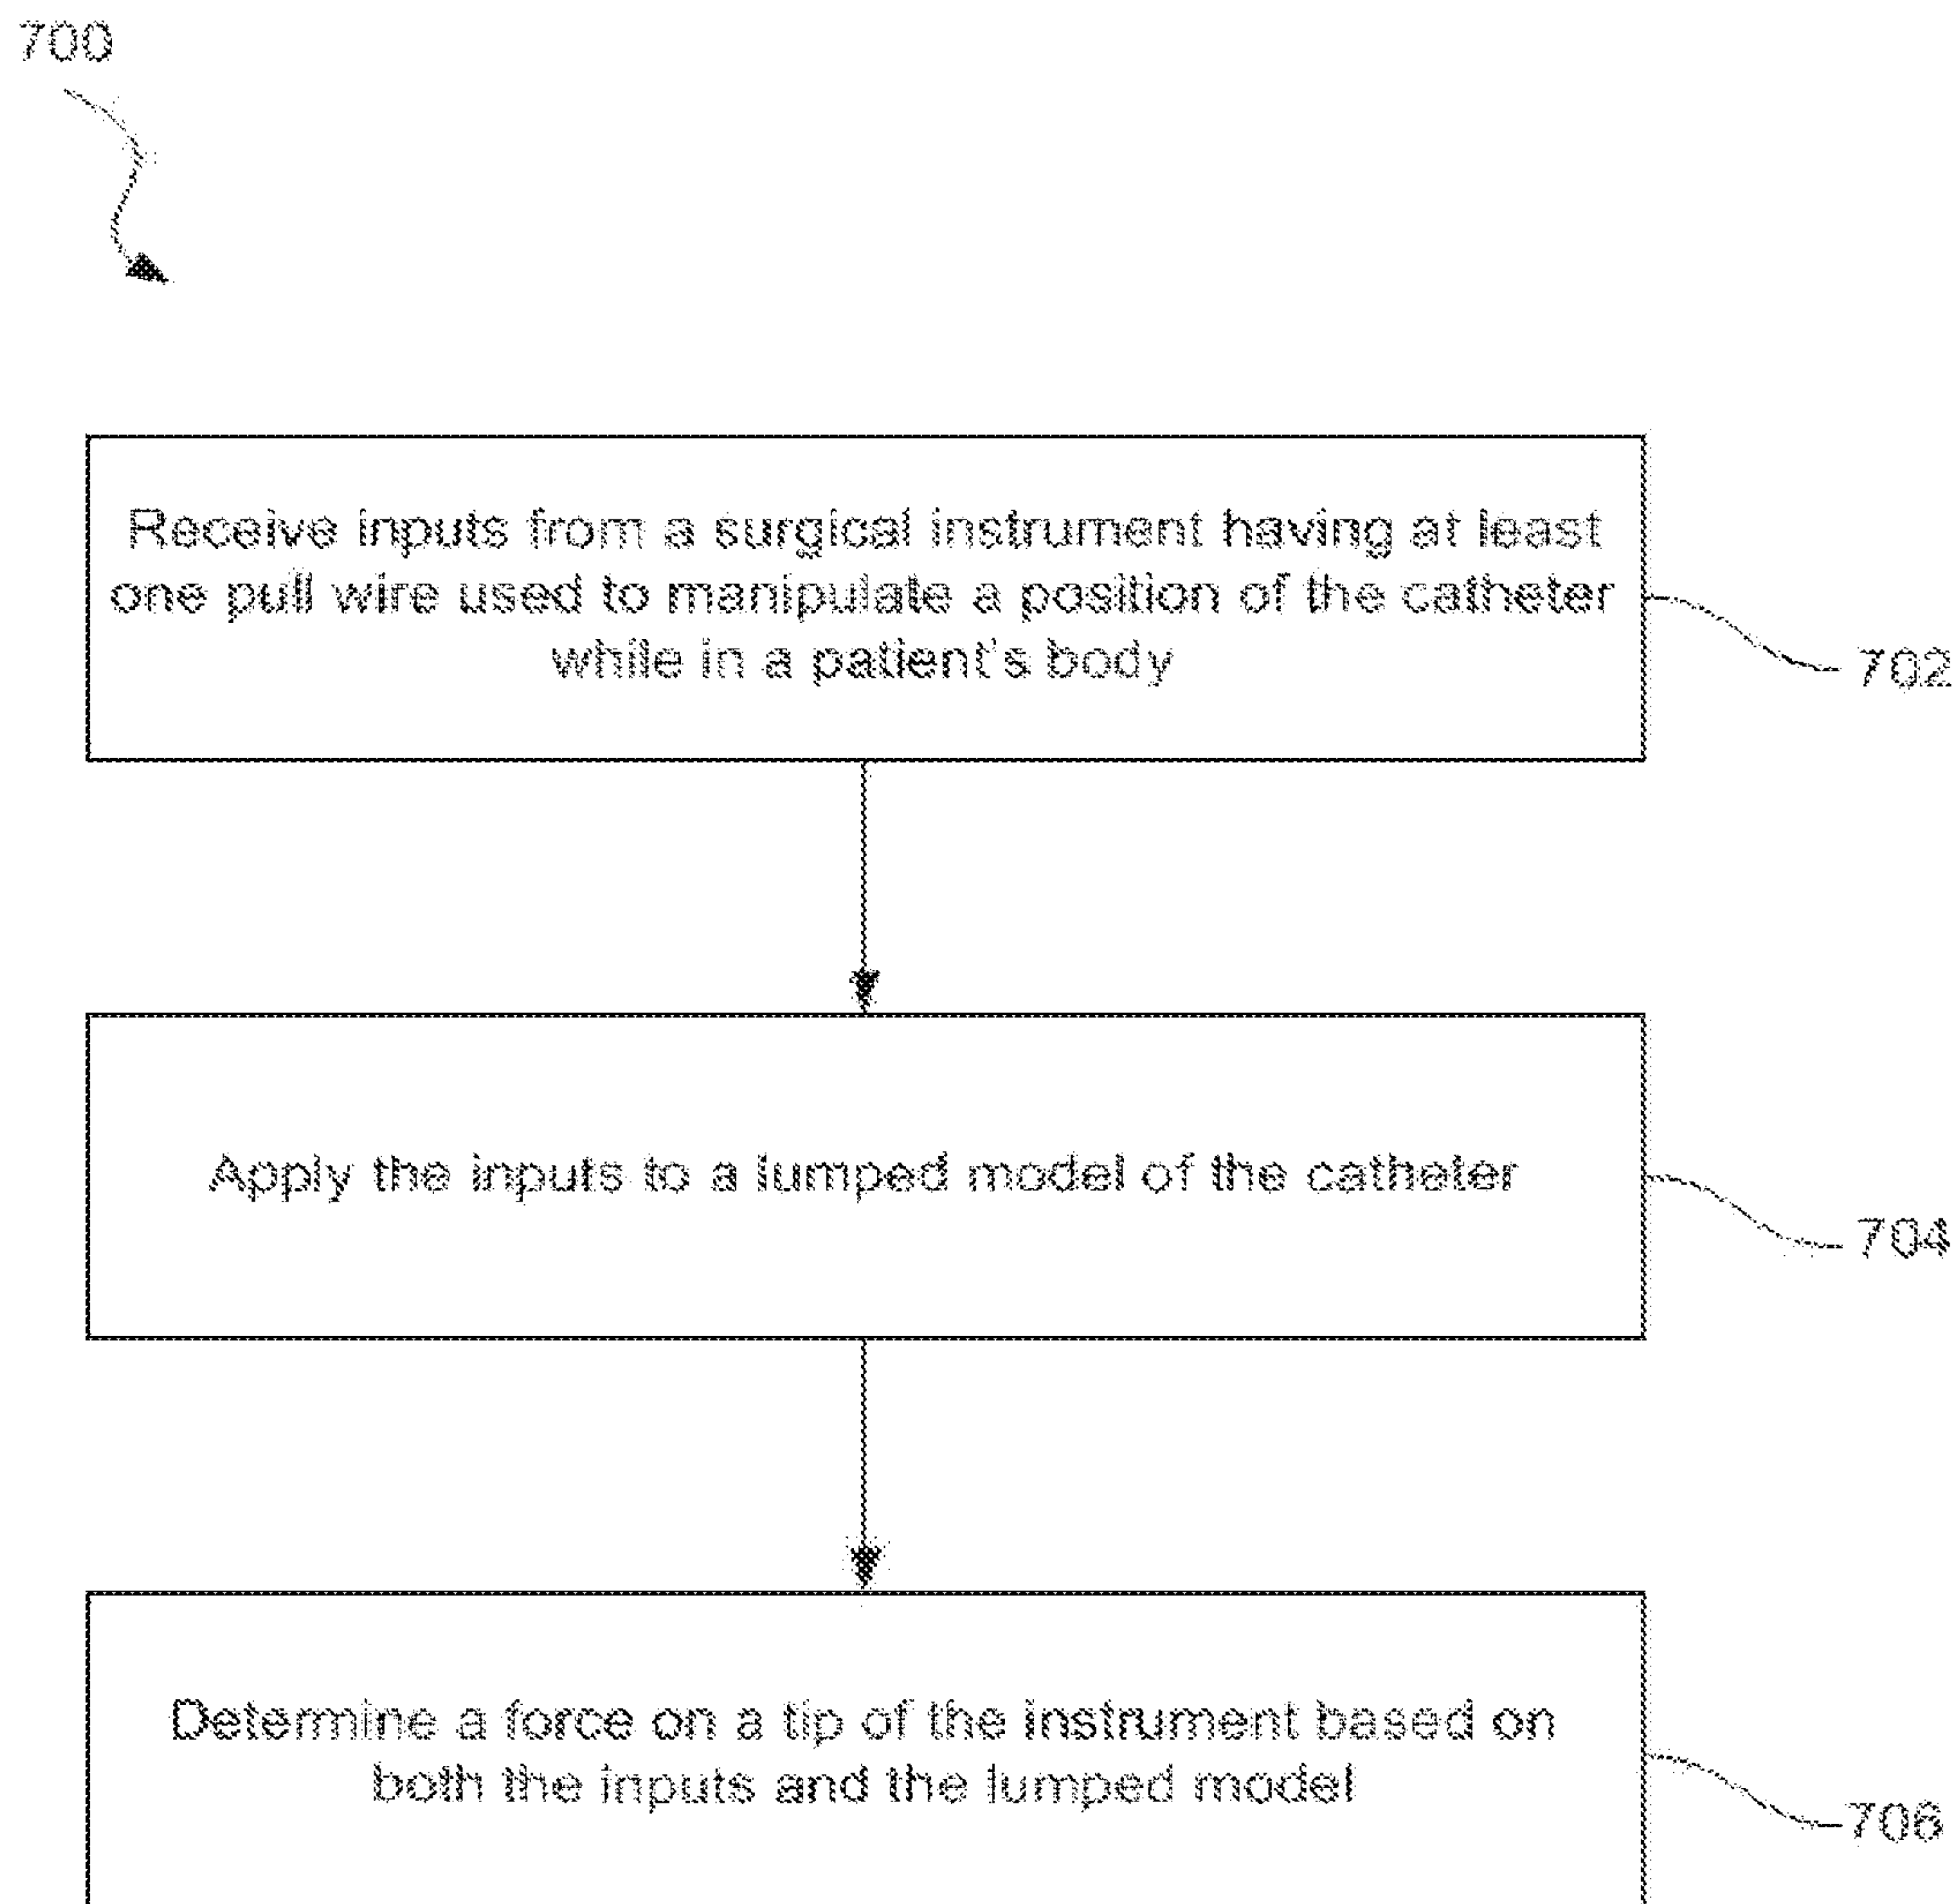 700
Receive inputs from a surgical instrument having at least
one pull wire used to manipulate a position of the catheter
while in a patient's body
702
Apply the inputs to a lumped model of the catheter
704
Determine a force on a tip of the instrument based on
both the inputs and the lumped model
706